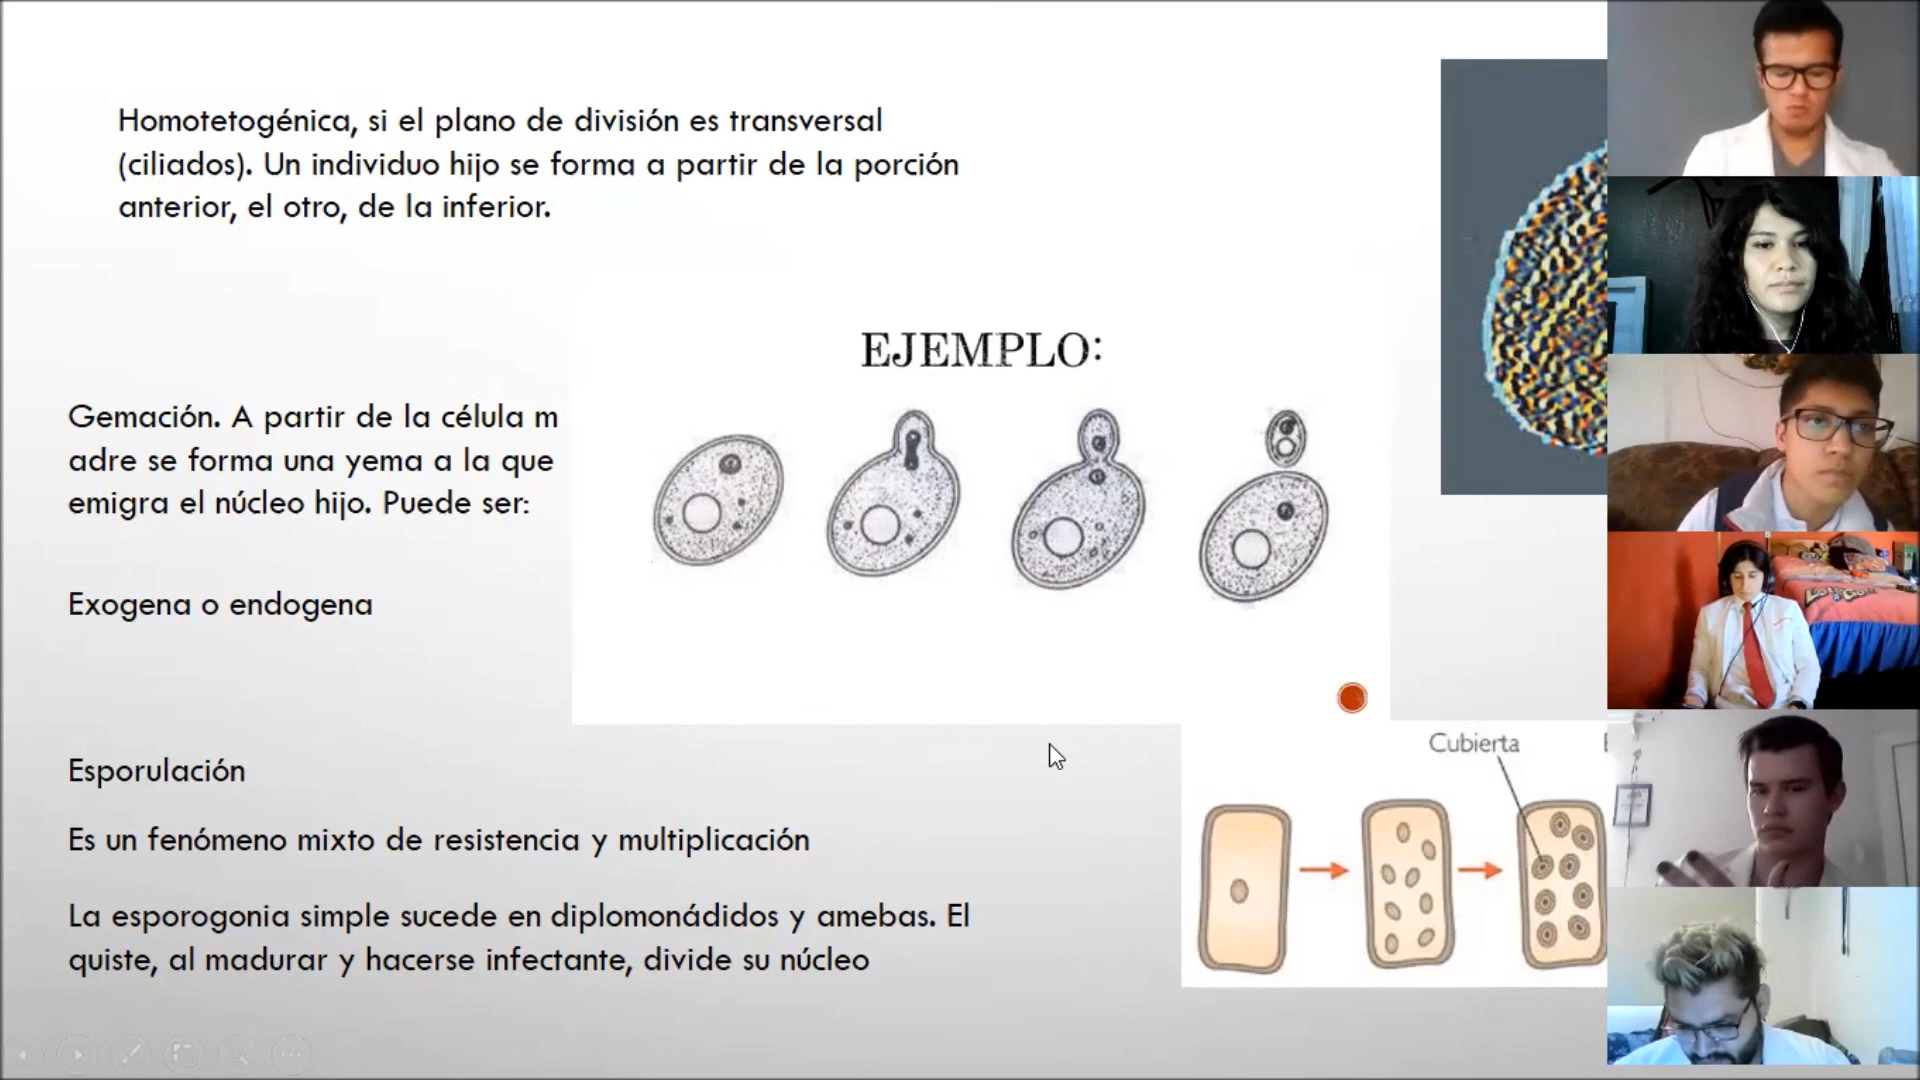 Homotetogénica, si el plano de división es transversal
(ciliados). Un individuo hijo se forma a partir de la porción
anterior, el otro, de la inferior.
EJEMPLO:
Gemación. A partir de la célula m
adre se forma una yema a la que
emigra el núcleo hijo. Puede ser:
Exogena o endogena
Cubierta
Esporulación
Es un fenómeno mixto de resistencia y multiplicación
La esporogonia simple sucede en diplomonádidos y amebas. El
quiste, al madurar y hacerse infectante, divide su núcleo